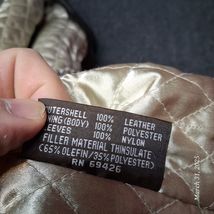 OUTERSHELL 100% LEATHER
LINING(BODY) 100% POLYESTER
SLEEVES 100% NYLON
FILLER MATERIAL THINSULATE
(65% OLEFIN/35% POLYESTER)
RN 69426